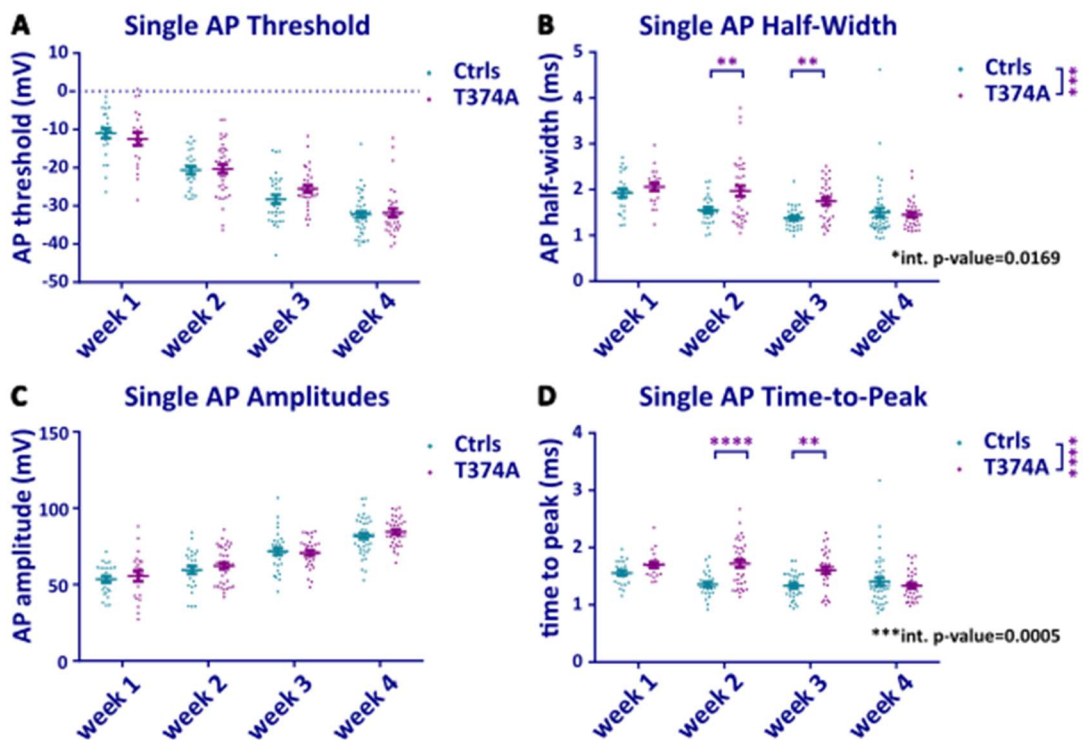 A
Single AP Threshold
AP threshold (mV)
10
0
-10
-20
-30
-40
-50
week 1
week 2
week 3
week 4
Ctrls
T374A
B
Single AP Half-Width
AP half-width (ms)
5
4
3
2
1
0
**
**
week 1
week 2
week 3
week 4
Ctrls
T374A
***
*int. p-value=0.0169
C
Single AP Amplitudes
AP amplitude (mV)
150
100
50
0
week 1
week 2
week 3
week 4
Ctrls
T374A
D
Single AP Time-to-Peak
time to peak (ms)
4
3
2
1
0
****
**
week 1
week 2
week 3
week 4
Ctrls
T374A
****
***int. p-value=0.0005